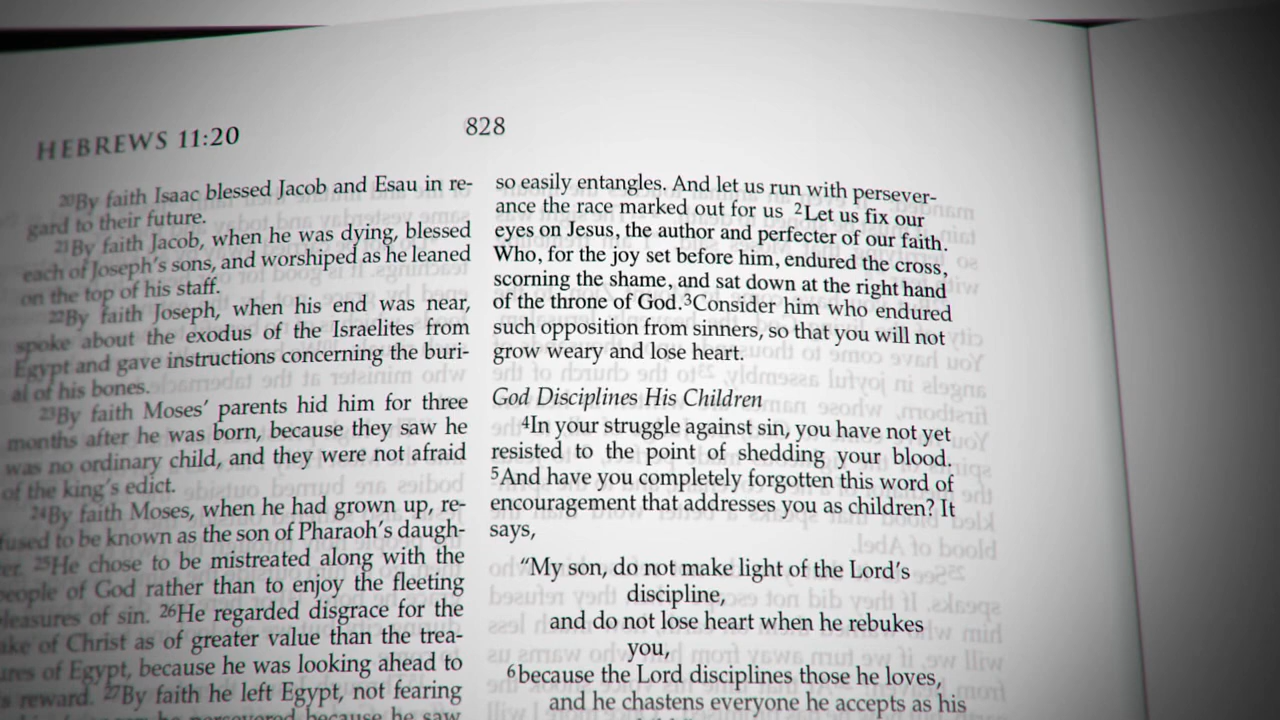 HEBREWS 11:20
828
20By faith Isaac blessed Jacob and Esau in re-
gard to their future.
21By faith Jacob, when he was dying, blessed
each of Joseph's sons, and worshiped as he leaned
on the top of his staff.
22By faith Joseph, when his end was near,
spoke about the exodus of the Israelites from
Egypt and gave instructions concerning the buri-
al of his bones.
23By faith Moses' parents hid him for three
months after he was born, because they saw he
was no ordinary child, and they were not afraid
of the king's edict.
24By faith Moses, when he had grown up, re-
fused to be known as the son of Pharaoh's daugh-
ter. 25He chose to be mistreated along with the
people of God rather than to enjoy the fleeting
pleasures of sin. 26He regarded disgrace for the
sake of Christ as of greater value than the trea-
sures of Egypt, because he was looking ahead to
his reward. 27By faith he left Egypt, not fearing
he persevered because he saw
so easily entangles. And let us run with persever-
ance the race marked out for us 2Let us fix our
eyes on Jesus, the author and perfecter of our faith.
Who, for the joy set before him, endured the cross,
scorning the shame, and sat down at the right hand
of the throne of God.3Consider him who endured
such opposition from sinners, so that you will not
grow weary and lose heart.
God Disciplines His Children
4In your struggle against sin, you have not yet
resisted to the point of shedding your blood.
5And have you completely forgotten this word of
encouragement that addresses you as children? It
says,
"My son, do not make light of the Lord's
discipline,
and do not lose heart when he rebukes
you,
6because the Lord disciplines those he loves,
and he chastens everyone he accepts as his